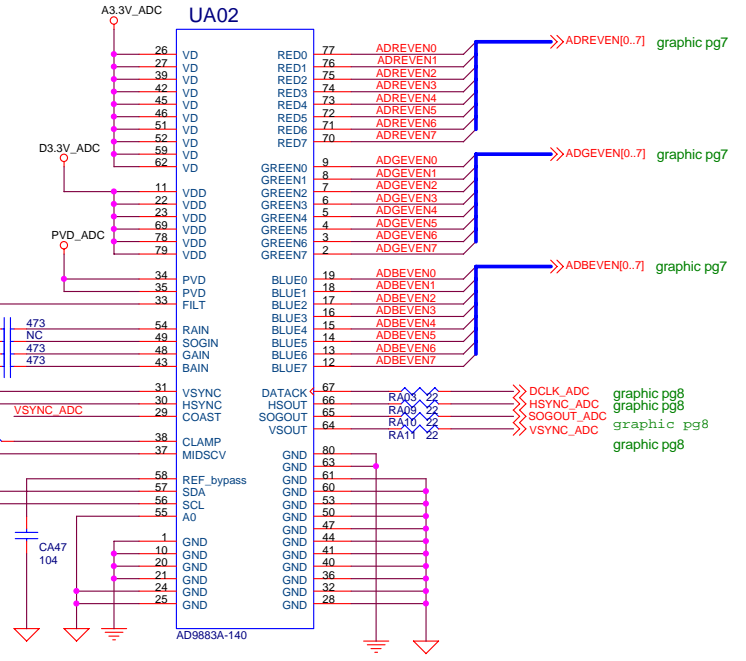 A3.3V_ADC
UA02
26 VD RED0 77 ADREVEN0 ADREVEN[0..7] graphic pg7
27 VD RED1 76 ADREVEN1
39 VD RED2 75 ADREVEN2
42 VD RED3 74 ADREVEN3
45 VD RED4 73 ADREVEN4
46 VD RED5 72 ADREVEN5
51 VD RED6 71 ADREVEN6
52 VD RED7 70 ADREVEN7
59 VD
62 VD
D3.3V_ADC
GREEN0 9 ADGEVEN0 ADGEVEN[0..7] graphic pg7
GREEN1 8 ADGEVEN1
11 VDD GREEN2 7 ADGEVEN2
22 VDD GREEN3 6 ADGEVEN3
23 VDD GREEN4 5 ADGEVEN4
69 VDD GREEN5 4 ADGEVEN5
78 VDD GREEN6 3 ADGEVEN6
79 VDD GREEN7 2 ADGEVEN7
PVD_ADC
34 PVD BLUE0 19 ADBEVEN0 ADBEVEN[0..7] graphic pg7
35 PVD BLUE1 18 ADBEVEN1
33 FILT BLUE2 17 ADBEVEN2
BLUE3 16 ADBEVEN3
473 54 RAIN BLUE4 15 ADBEVEN4
NC 49 SOGIN BLUE5 14 ADBEVEN5
473 48 GAIN BLUE6 13 ADBEVEN6
473 43 BAIN BLUE7 12 ADBEVEN7
31 VSYNC DATACK 67 RA03 22 DCLK_ADC graphic pg8
30 HSYNC HSOUT 66 RA09 22 HSYNC_ADC graphic pg8
VSYNC_ADC 29 COAST SOGOUT 65 RA10 22 SOGOUT_ADC graphic pg8
VSOUT 64 RA11 22 VSYNC_ADC graphic pg8
38 CLAMP
37 MIDSCV GND 80
GND 63
58 REF_bypass GND 61
57 SDA GND 60
56 SCL GND 53
55 A0 GND 50
GND 47
1 GND GND 44
10 GND GND 41
20 GND GND 40
21 GND GND 36
24 GND GND 32
25 GND GND 28
CA47
104
AD9883A-140